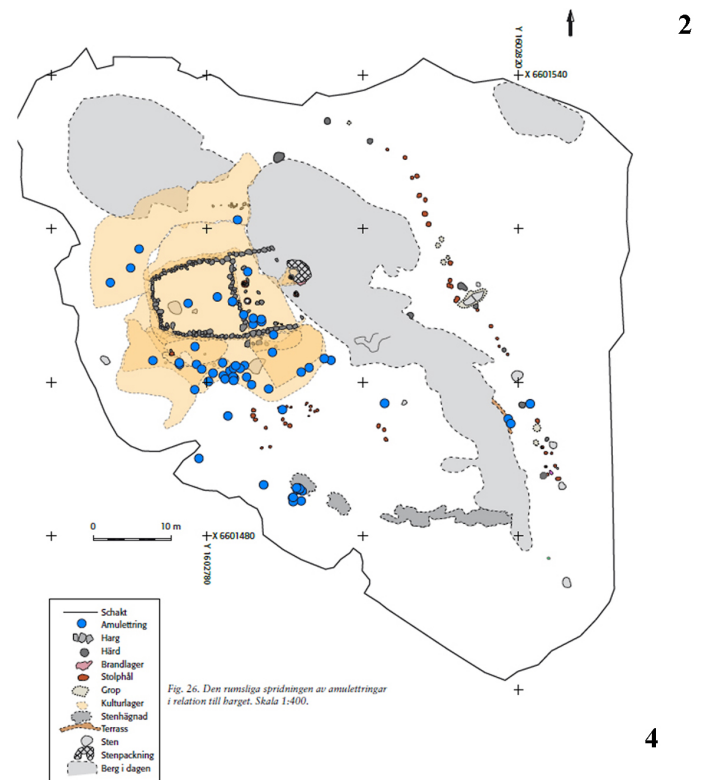 2
Y 1602820
X 6601540
0 10 m
X 6601480
Y 1602780
Schakt
Amulettring
Harg
Härd
Brandlager
Stolphål
Grop
Kulturlager
Stenhägnad
Terrass
Sten
Stenpackning
Berg i dagen
Fig. 26. Den rumsliga spridningen av amulettringar
i relation till harget. Skala 1:400.
4